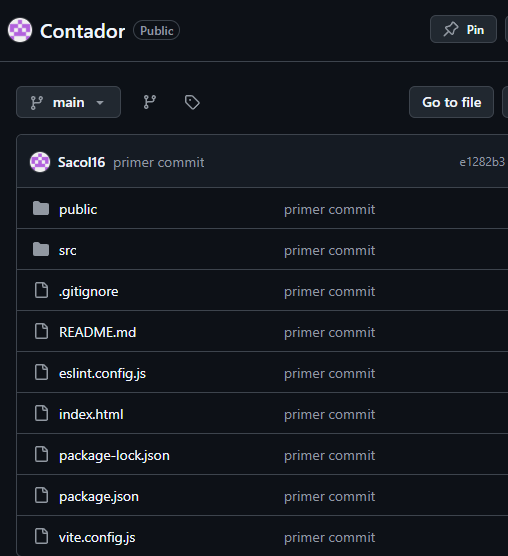 Contador Public Pin
main Go to file
Sacol16 primer commit e1282b3
public primer commit
src primer commit
.gitignore primer commit
README.md primer commit
eslint.config.js primer commit
index.html primer commit
package-lock.json primer commit
package.json primer commit
vite.config.js primer commit